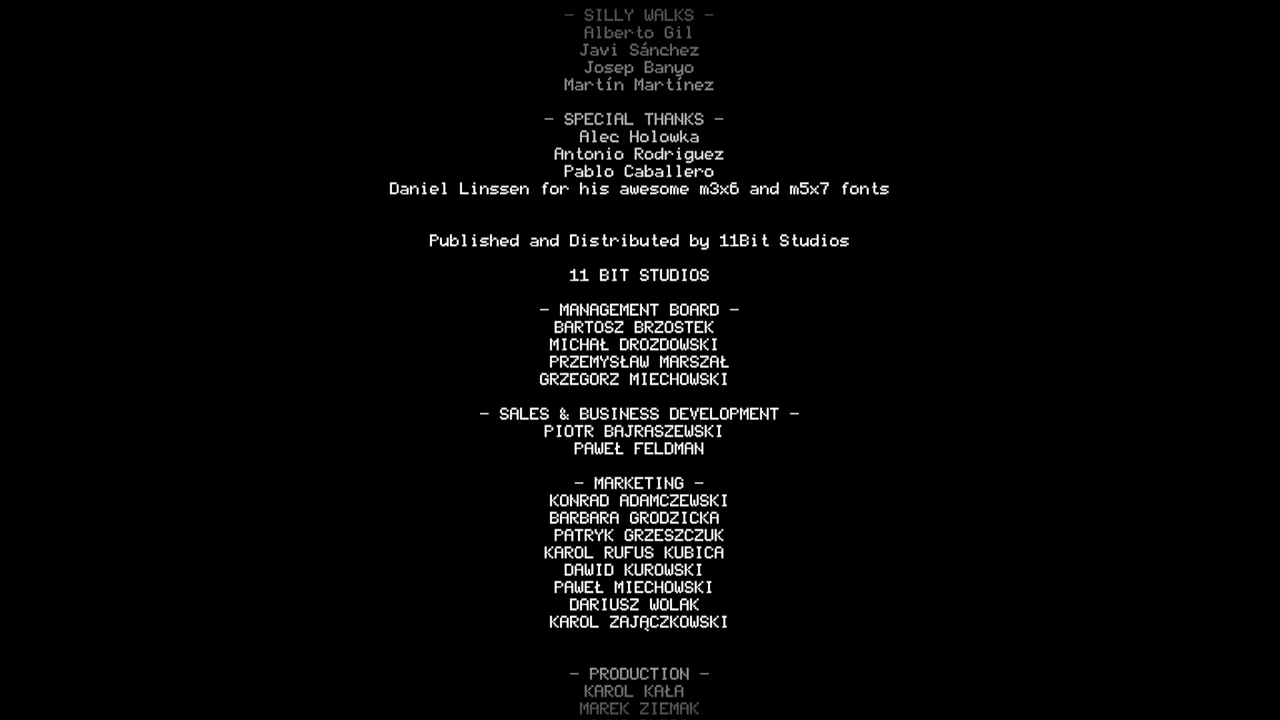 - SILLY WALKS -
Alberto Gil
Javi Sánchez
Josep Banyo
Martín Martínez
- SPECIAL THANKS -
Alec Holowka
Antonio Rodriguez
Pablo Caballero
Daniel Linssen for his awesome m3x6 and m5x7 fonts
Published and Distributed by 11Bit Studios
11 BIT STUDIOS
- MANAGEMENT BOARD -
BARTOSZ BRZOSTEK
MICHAŁ DROZDOWSKI
PRZEMYSŁAW MARSZAŁ
GRZEGORZ MIECHOWSKI
- SALES & BUSINESS DEVELOPMENT -
PIOTR BAJRASZEWSKI
PAWEŁ FELDMAN
- MARKETING -
KONRAD ADAMCZEWSKI
BARBARA GRODZICKA
PATRYK GRZESZCZUK
KAROL RUFUS KUBICA
DAWID KUROWSKI
PAWEŁ MIECHOWSKI
DARIUSZ WOLAK
KAROL ZAJĄCZKOWSKI
- PRODUCTION -
KAROL KAŁA
MAREK ZIEMAK